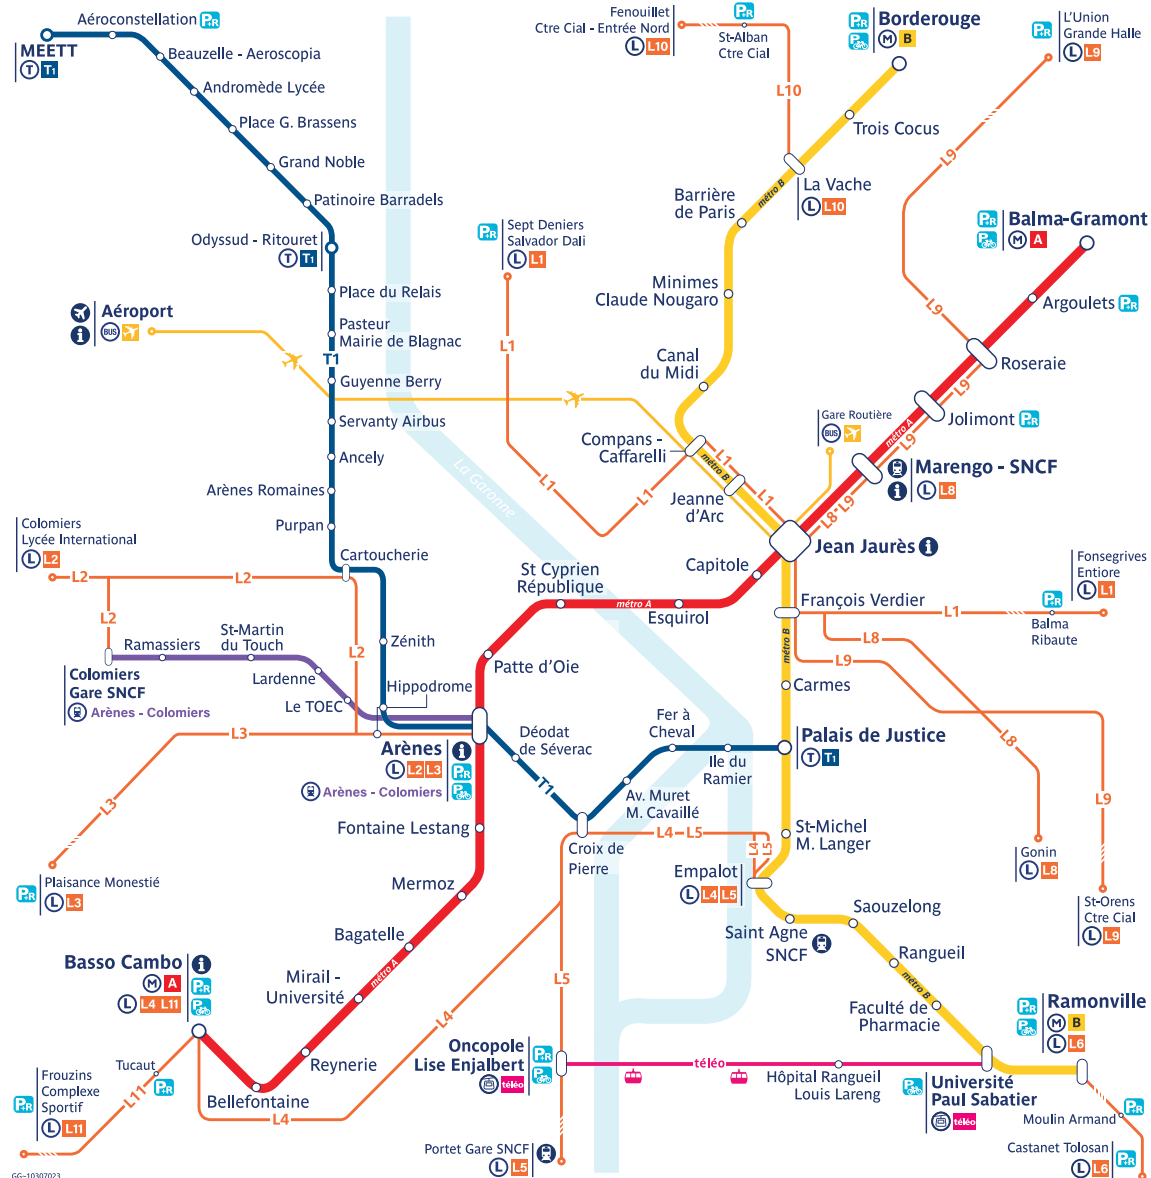 Aéroconstellation P+R
MEETT
T T1
Beauzelle - Aeroscopia
Andromède Lycée
Place G. Brassens
Grand Noble
Patinoire Barradels
Odyssud - Ritouret
T T1
Place du Relais
Pasteur
Mairie de Blagnac
T1
Guyenne Berry
Servanty Airbus
Ancely
Arènes Romaines
Purpan
Cartoucherie
Zénith
Hippodrome
Aéroport
i BUS
Fenouillet
Ctre Cial - Entrée Nord
L L10
P+R
St-Alban
Ctre Cial
L10
P+R
Borderouge
M B
Trois Cocus
La Vache
L L10
métro B
Barrière
de Paris
Minimes
Claude Nougaro
Canal
du Midi
Compans -
Caffarelli
métro B
Jeanne
d'Arc
P+R
L'Union
Grande Halle
L L9
L9
L9
P+R
Balma-Gramont
M A
Argoulets P+R
Roseraie
L9
Jolimont P+R
métro A
L9
Marengo - SNCF
i L L8
L8-L9
Gare Routière
BUS
Jean Jaurès i
P+R
Sept Deniers
Salvador Dali
L L1
L1
L1
L1
L1
L1
La Garonne
Capitole
Esquirol
métro A
St Cyprien
République
Patte d'Oie
Colomiers
Lycée International
L L2
L2
L2
L2
L2
Ramassiers
St-Martin
du Touch
Lardenne
Le TOEC
Colomiers
Gare SNCF
Arènes - Colomiers
L3
L3
Arènes i
L L2 L3 P+R
Arènes - Colomiers
Plaisance Monestié
P+R L L3
Déodat
de Séverac
T1
Croix de
Pierre
Av. Muret
M. Cavaillé
Fer à
Cheval
Ile du
Ramier
Palais de Justice
T T1
François Verdier
métro B
Carmes
L1
P+R
Balma
Ribaute
Fonsegrives
Entiore
L L1
L8
L9
L8
L9
Gonin
L L8
P+R
St-Orens
Ctre Cial
L L9
St-Michel
M. Langer
L4 L5
L4
L5
Empalot
L L4 L5
Saint Agne
SNCF
Saouzelong
Rangueil
métro B
Faculté de
Pharmacie
Ramonville
P+R M B
L L6
Université
Paul Sabatier
téléo
Moulin Armand P+R
Castanet Tolosan
L L6 P+R
Hôpital Rangueil
Louis Lareng
téléo
Oncopole
Lise Enjalbert
P+R
téléo
L5
Portet Gare SNCF
L L5
Fontaine Lestang
Mermoz
Bagatelle
métro A
Mirail -
Université
Reynerie
Bellefontaine
L4
L4
Basso Cambo i
M A P+R
L L4 L11
Tucaut
P+R
L11
Frouzins
Complexe
Sportif
P+R L L11
GG-10307023